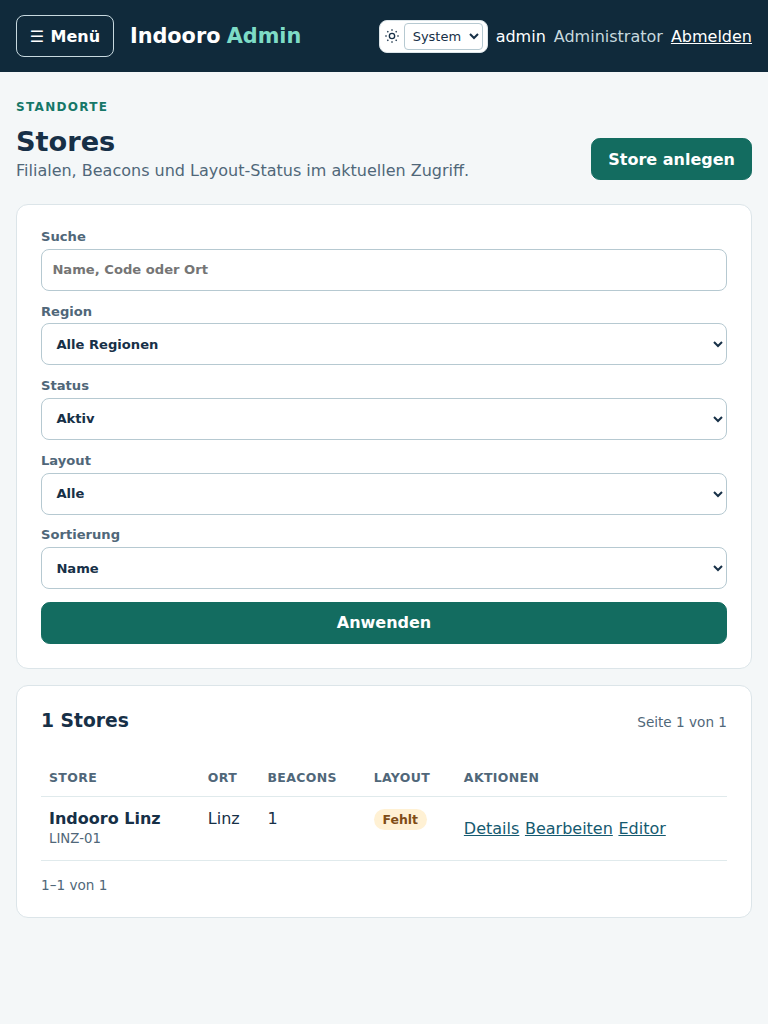 ☰ Menü Indooro Admin System admin Administrator Abmelden
STANDORTE
Stores
Filialen, Beacons und Layout-Status im aktuellen Zugriff.
Store anlegen
Suche
Name, Code oder Ort
Region
Alle Regionen
Status
Aktiv
Layout
Alle
Sortierung
Name
Anwenden
1 Stores Seite 1 von 1
STORE ORT BEACONS LAYOUT AKTIONEN
Indooro Linz Linz 1 Fehlt Details Bearbeiten Editor
LINZ-01
1–1 von 1